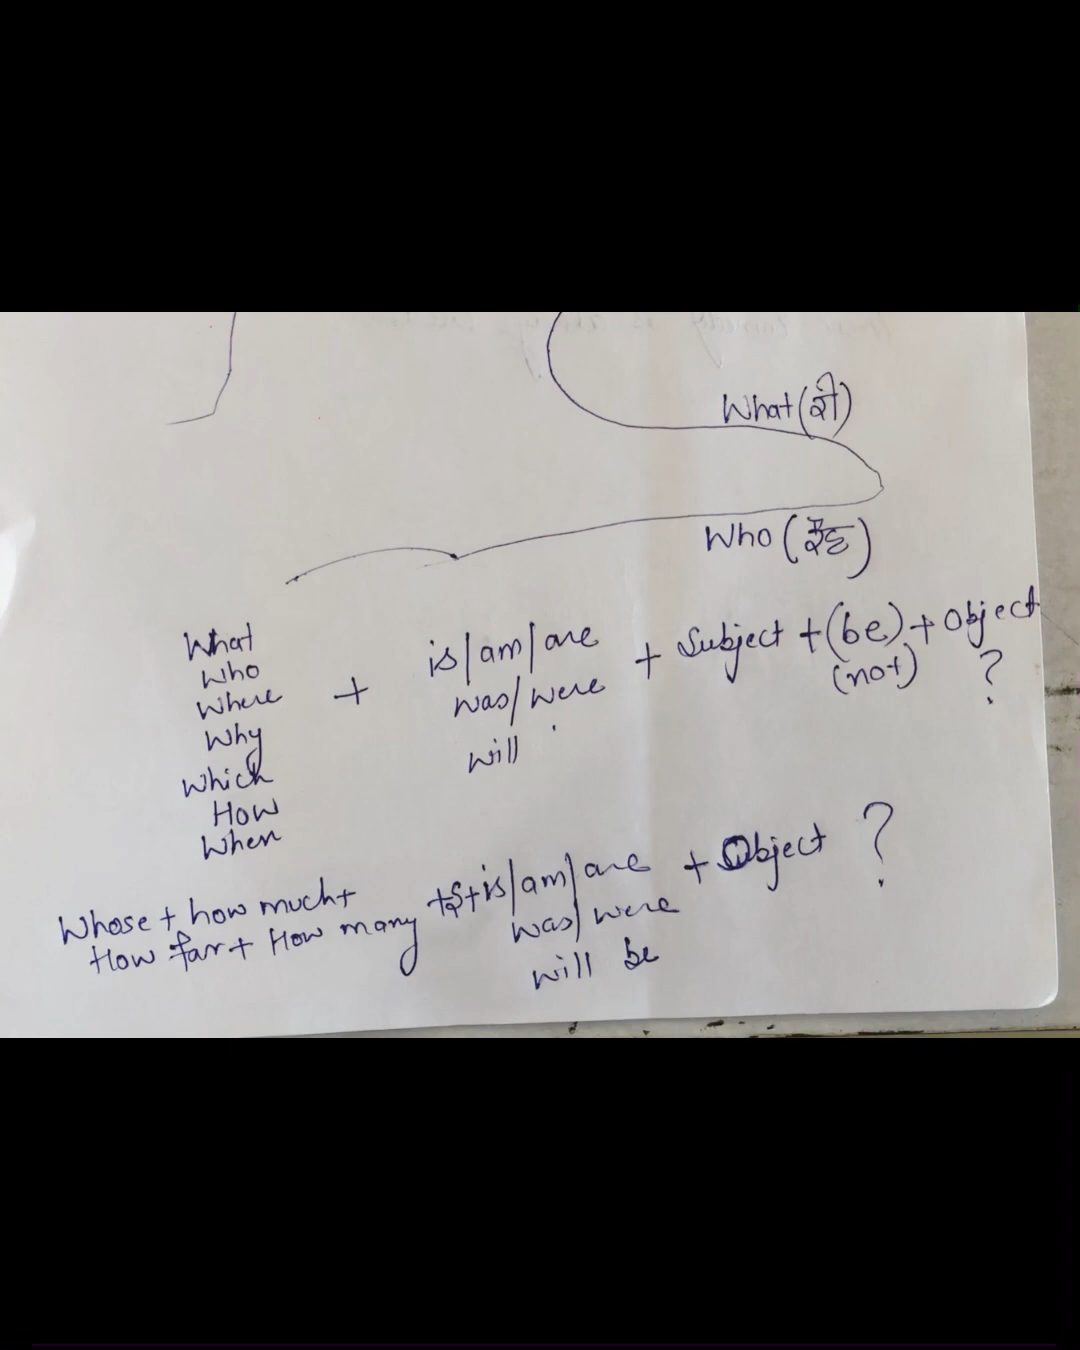 What (शी)
Who (
What
Who
Where
Why
Which
How
When
+
is/am/are
was/were
will
+ Subject + (be) + Object
(not) ?
Whose + how much +
How far + How many
+S+is/am/are
was/were
will be
+ Object ?